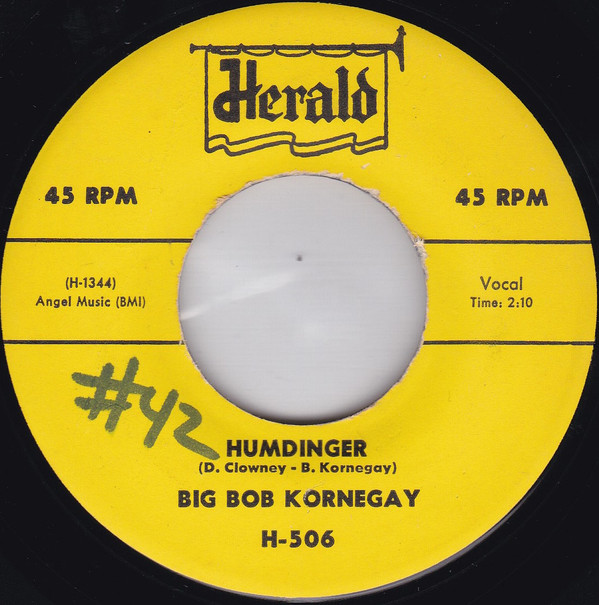 Herald
45 RPM
45 RPM
(H-1344)
Angel Music (BMI)
Vocal
Time: 2:10
#42
HUMDINGER
(D. Clowney - B. Kornegay)
BIG BOB KORNEGAY
H-506